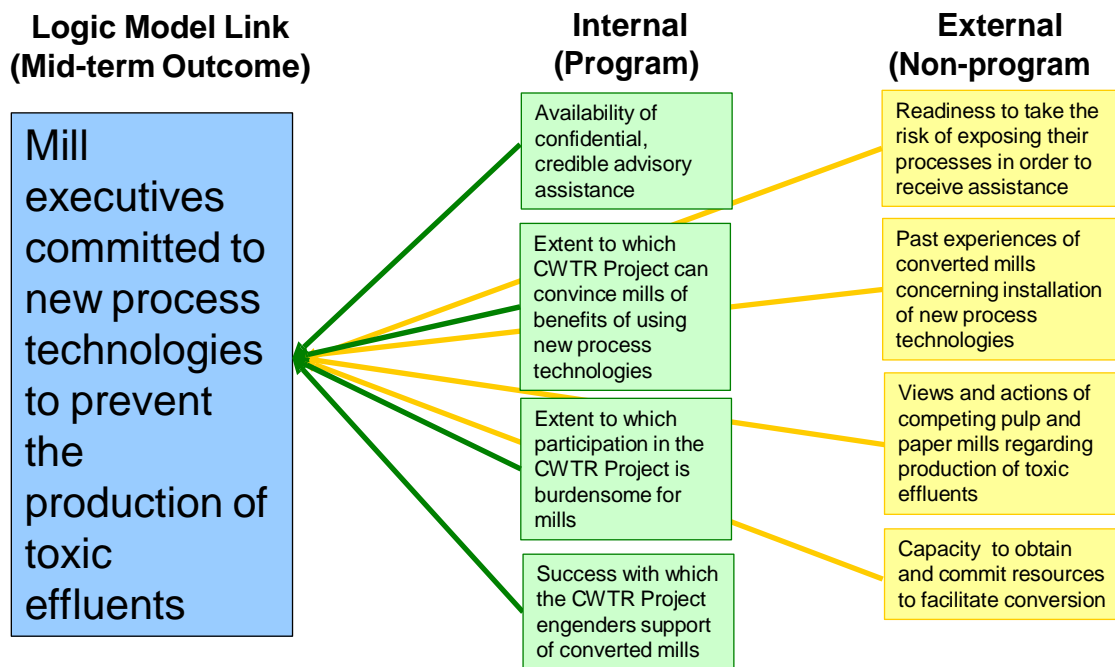 Logic Model Link
(Mid-term Outcome)
Mill
executives
committed to
new process
technologies
to prevent
the
production of
toxic
effluents
Internal
(Program)
Availability of
confidential,
credible advisory
assistance
Extent to which
CWTR Project can
convince mills of
benefits of using
new process
technologies
Extent to which
participation in the
CWTR Project is
burdensome for
mills
Success with which
the CWTR Project
engenders support
of converted mills
External
(Non-program
Readiness to take the
risk of exposing their
processes in order to
receive assistance
Past experiences of
converted mills
concerning installation
of new process
technologies
Views and actions of
competing pulp and
paper mills regarding
production of toxic
effluents
Capacity to obtain
and commit resources
to facilitate conversion